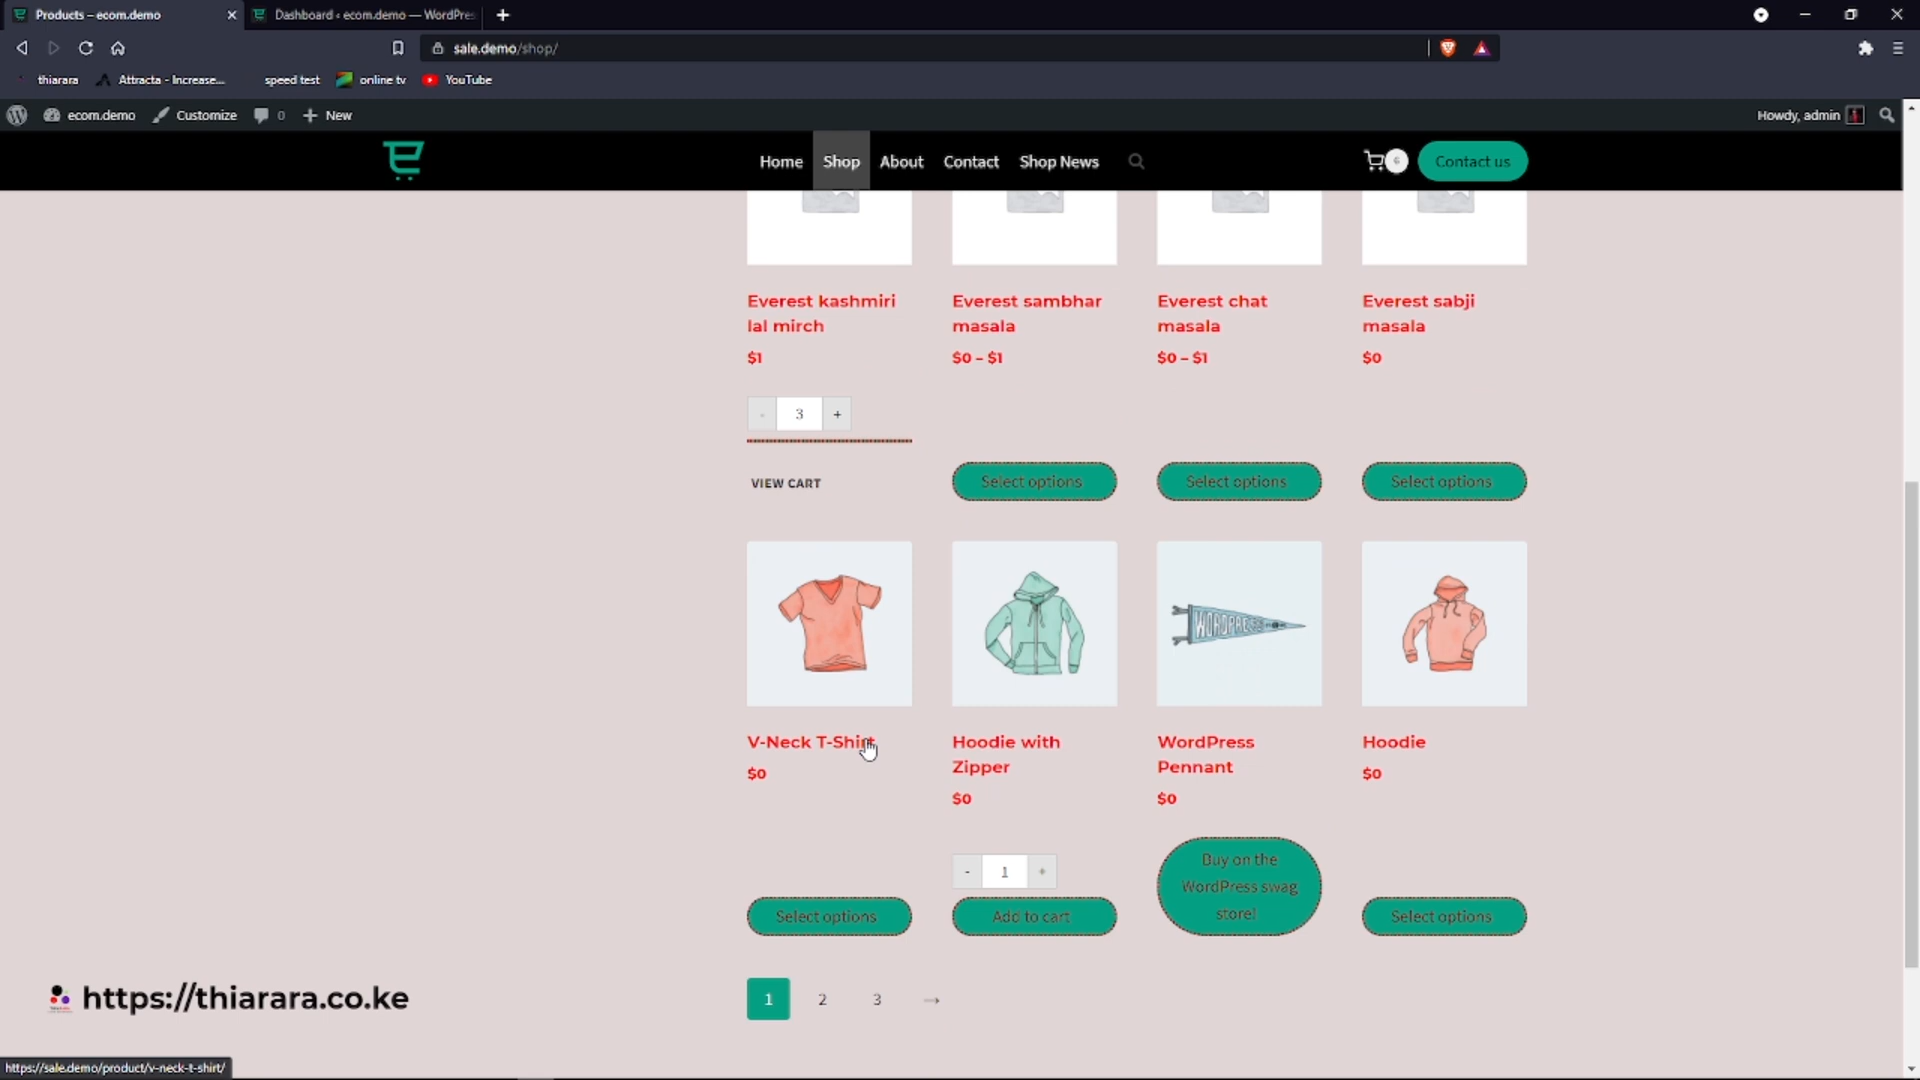 Products – ecom.demo
Dashboard ‹ ecom.demo — WordPres
sale.demo/shop/
thiarara
Attracta - Increase...
speed test
online tv
YouTube
ecom.demo
Customize
0
New
Howdy, admin
Home
Shop
About
Contact
Shop News
6
Contact us
Everest kashmiri
lal mirch
$1
Everest sambhar
masala
$0 – $1
Everest chat
masala
$0 – $1
Everest sabji
masala
$0
- 3 +
VIEW CART
Select options
Select options
Select options
WORDPRESS
V-Neck T-Shirt
$0
Hoodie with
Zipper
$0
WordPress
Pennant
$0
Hoodie
$0
- 1 +
Select options
Add to cart
Buy on the
WordPress swag
store!
Select options
1 2 3 →
https://thiarara.co.ke
https://sale.demo/product/v-neck-t-shirt/